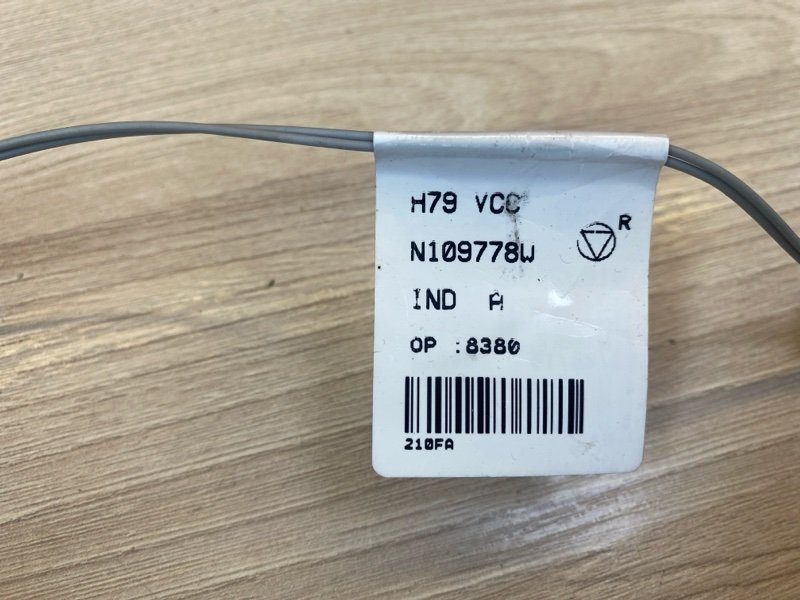 H79 VCC
R
N109778W
IND A
OP :8380
210FA